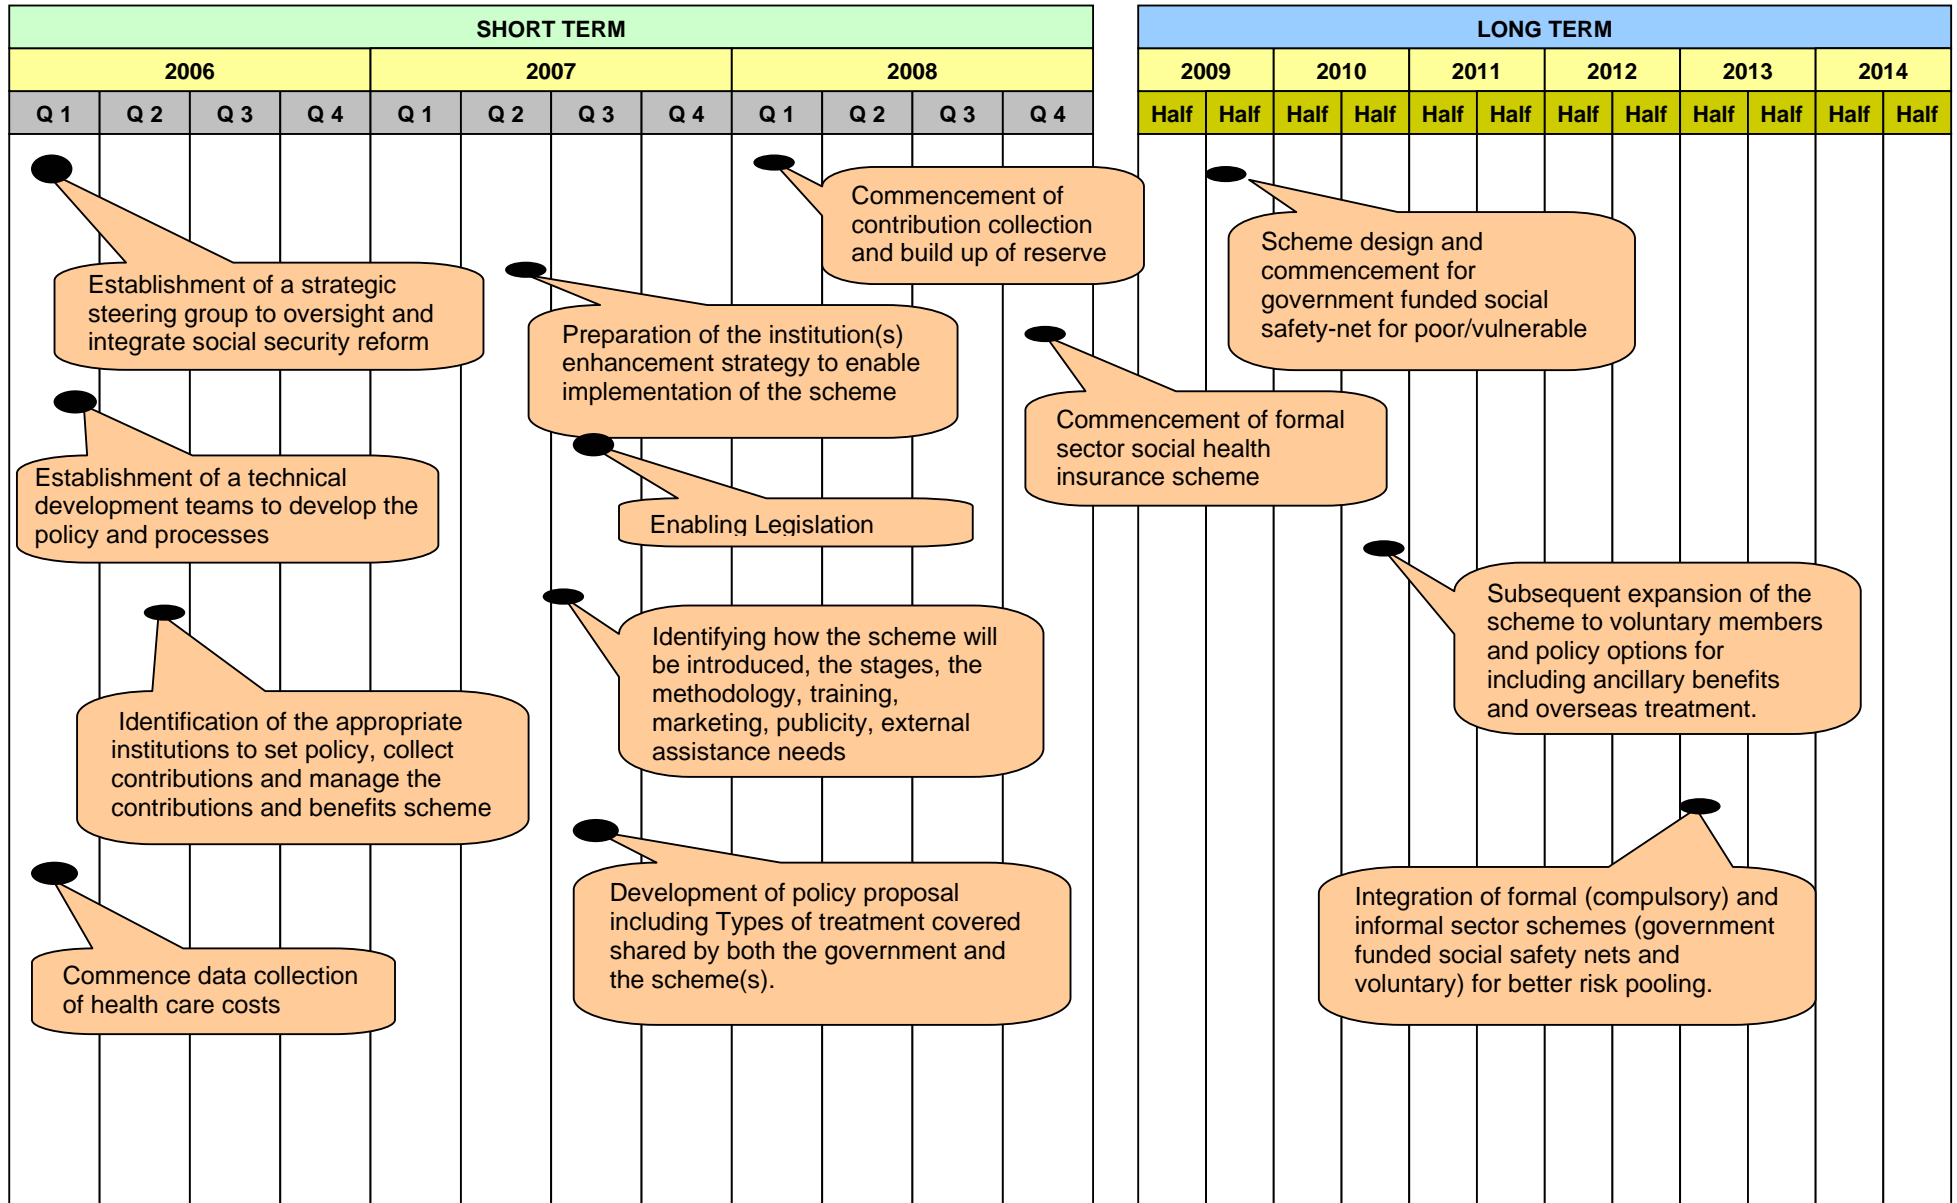 SHORT TERM
LONG TERM
2006 2007 2008 2009 2010 2011 2012 2013 2014
Q 1 Q 2 Q 3 Q 4 Q 1 Q 2 Q 3 Q 4 Q 1 Q 2 Q 3 Q 4 Half Half Half Half Half Half Half Half Half Half Half Half
Establishment of a strategic
steering group to oversight and
integrate social security reform
Establishment of a technical
development teams to develop the
policy and processes
Identification of the appropriate
institutions to set policy, collect
contributions and manage the
contributions and benefits scheme
Commence data collection
of health care costs
Preparation of the institution(s)
enhancement strategy to enable
implementation of the scheme
Enabling Legislation
Identifying how the scheme will
be introduced, the stages, the
methodology, training,
marketing, publicity, external
assistance needs
Development of policy proposal
including Types of treatment covered
shared by both the government and
the scheme(s).
Commencement of
contribution collection
and build up of reserve
Commencement of formal
sector social health
insurance scheme
Scheme design and
commencement for
government funded social
safety-net for poor/vulnerable
Subsequent expansion of the
scheme to voluntary members
and policy options for
including ancillary benefits
and overseas treatment.
Integration of formal (compulsory) and
informal sector schemes (government
funded social safety nets and
voluntary) for better risk pooling.